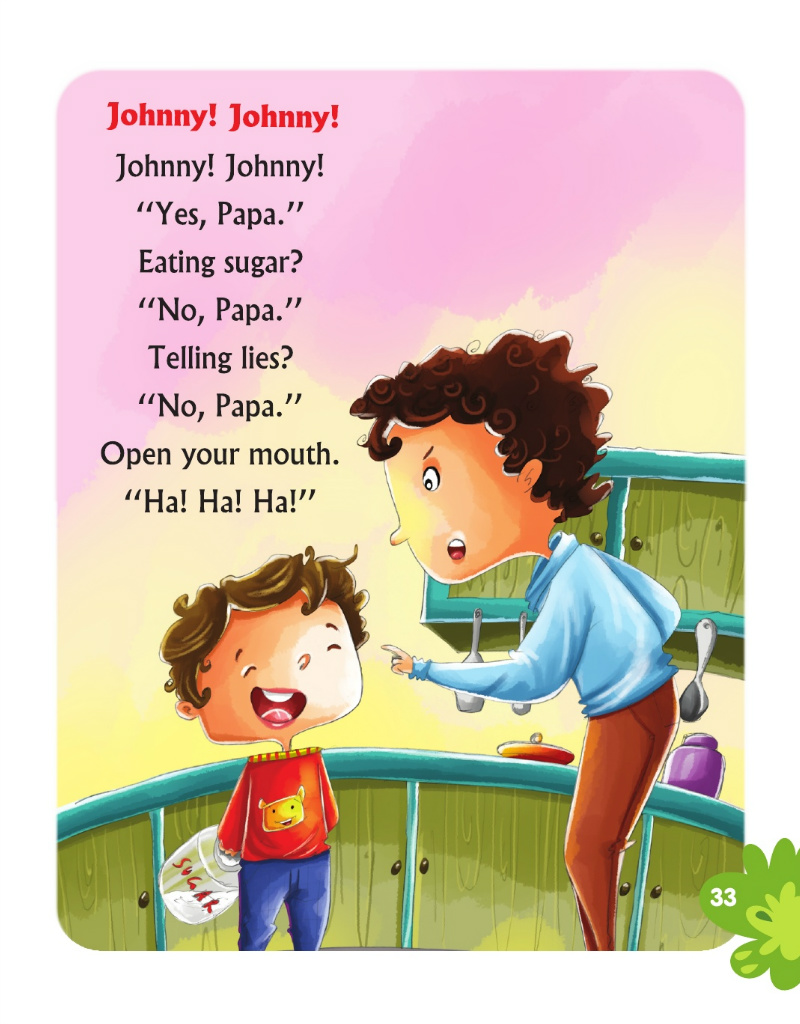 Johnny! Johnny!
Johnny! Johnny!
‘‘Yes, Papa.’’
Eating sugar?
‘‘No, Papa.’’
Telling lies?
‘‘No, Papa.’’
Open your mouth.
‘‘Ha! Ha! Ha!’’
SUGAR
33